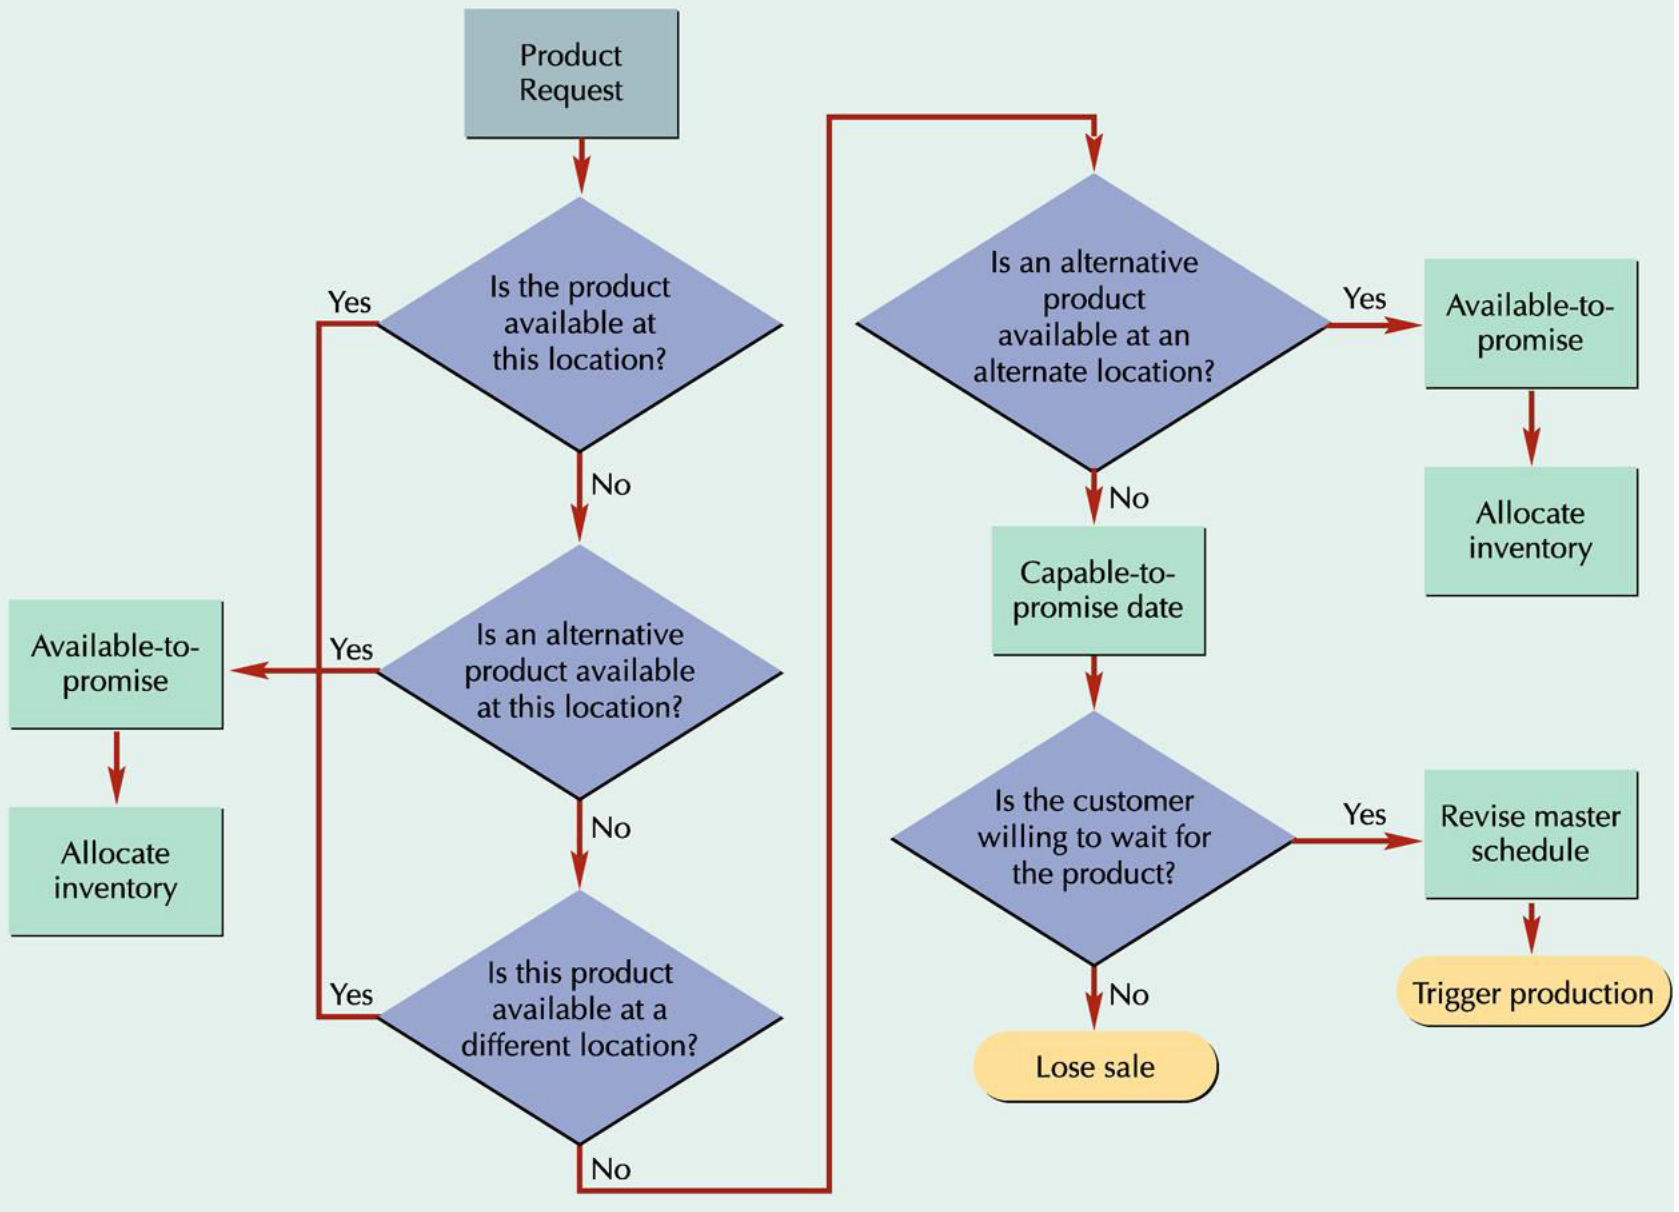 Product
Request
Is the product
available at
this location?
Yes
No
Is an alternative
product available
at this location?
Yes
Available-to-
promise
Allocate
inventory
No
Is this product
available at a
different location?
Yes
No
Is an alternative
product
available at an
alternate location?
Yes
Available-to-
promise
Allocate
inventory
No
Capable-to-
promise date
Is the customer
willing to wait for
the product?
Yes
Revise master
schedule
Trigger production
No
Lose sale